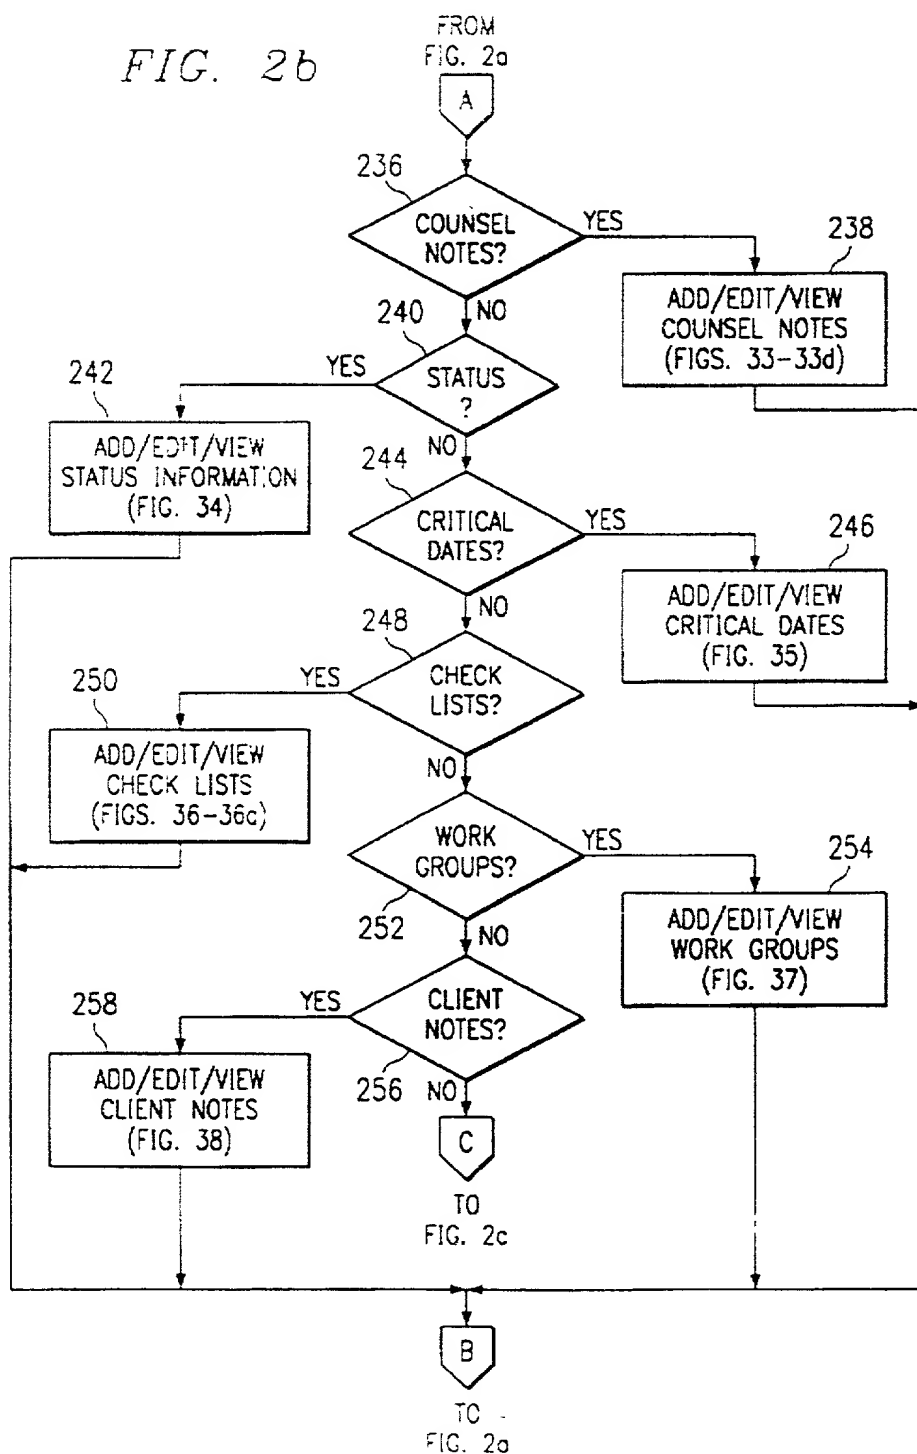 FIG. 2b
FROM
FIG. 2a
A
236
COUNSEL
NOTES?
YES
NO
238
ADD/EDIT/VIEW
COUNSEL NOTES
(FIGS. 33-33d)
240
STATUS
?
YES
NO
242
ADD/EDIT/VIEW
STATUS INFORMATION
(FIG. 34)
244
CRITICAL
DATES?
YES
NO
246
ADD/EDIT/VIEW
CRITICAL DATES
(FIG. 35)
248
CHECK
LISTS?
YES
NO
250
ADD/EDIT/VIEW
CHECK LISTS
(FIGS. 36-36c)
WORK
GROUPS?
252
YES
NO
254
ADD/EDIT/VIEW
WORK GROUPS
(FIG. 37)
CLIENT
NOTES?
256
YES
NO
258
ADD/EDIT/VIEW
CLIENT NOTES
(FIG. 38)
C
TO
FIG. 2c
B
TO
FIG. 2a